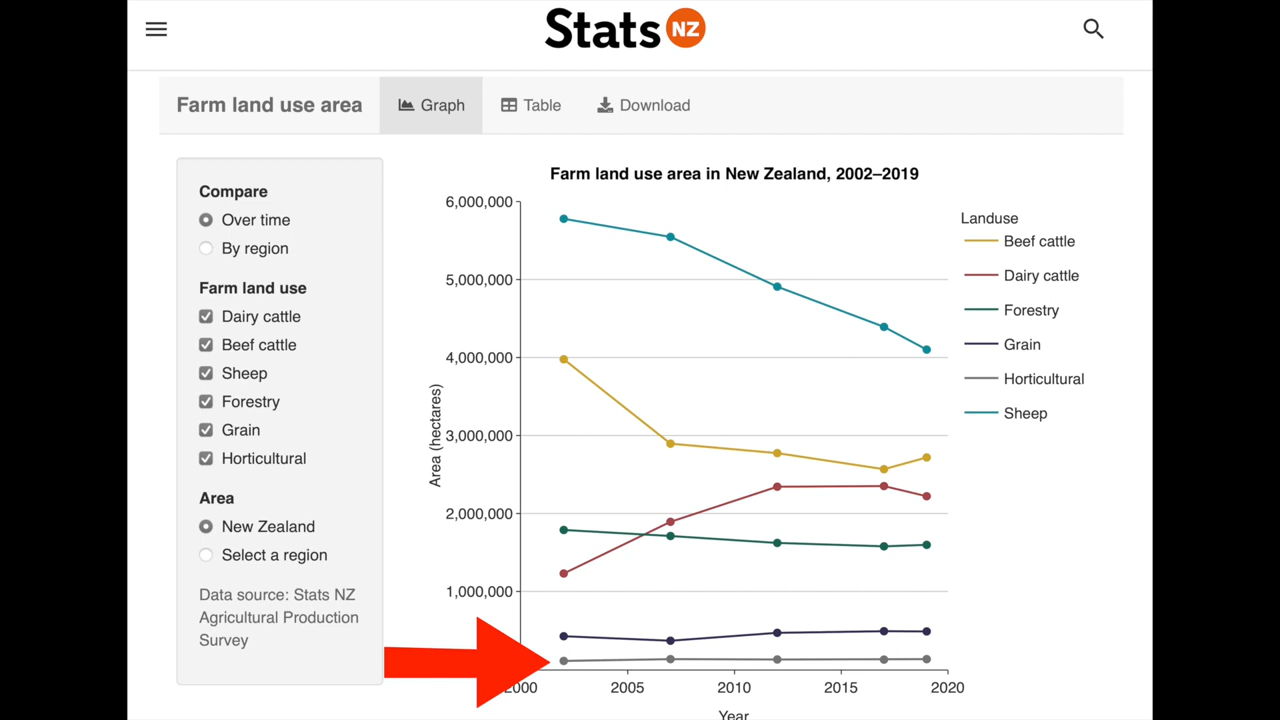 Stats NZ
Farm land use area
Graph
Table
Download
Compare
Over time
By region
Farm land use
Dairy cattle
Beef cattle
Sheep
Forestry
Grain
Horticultural
Area
New Zealand
Select a region
Data source: Stats NZ
Agricultural Production
Survey
Farm land use area in New Zealand, 2002–2019
6,000,000
5,000,000
4,000,000
3,000,000
2,000,000
1,000,000
Area (hectares)
2000
2005
2010
2015
2020
Year
Landuse
Beef cattle
Dairy cattle
Forestry
Grain
Horticultural
Sheep